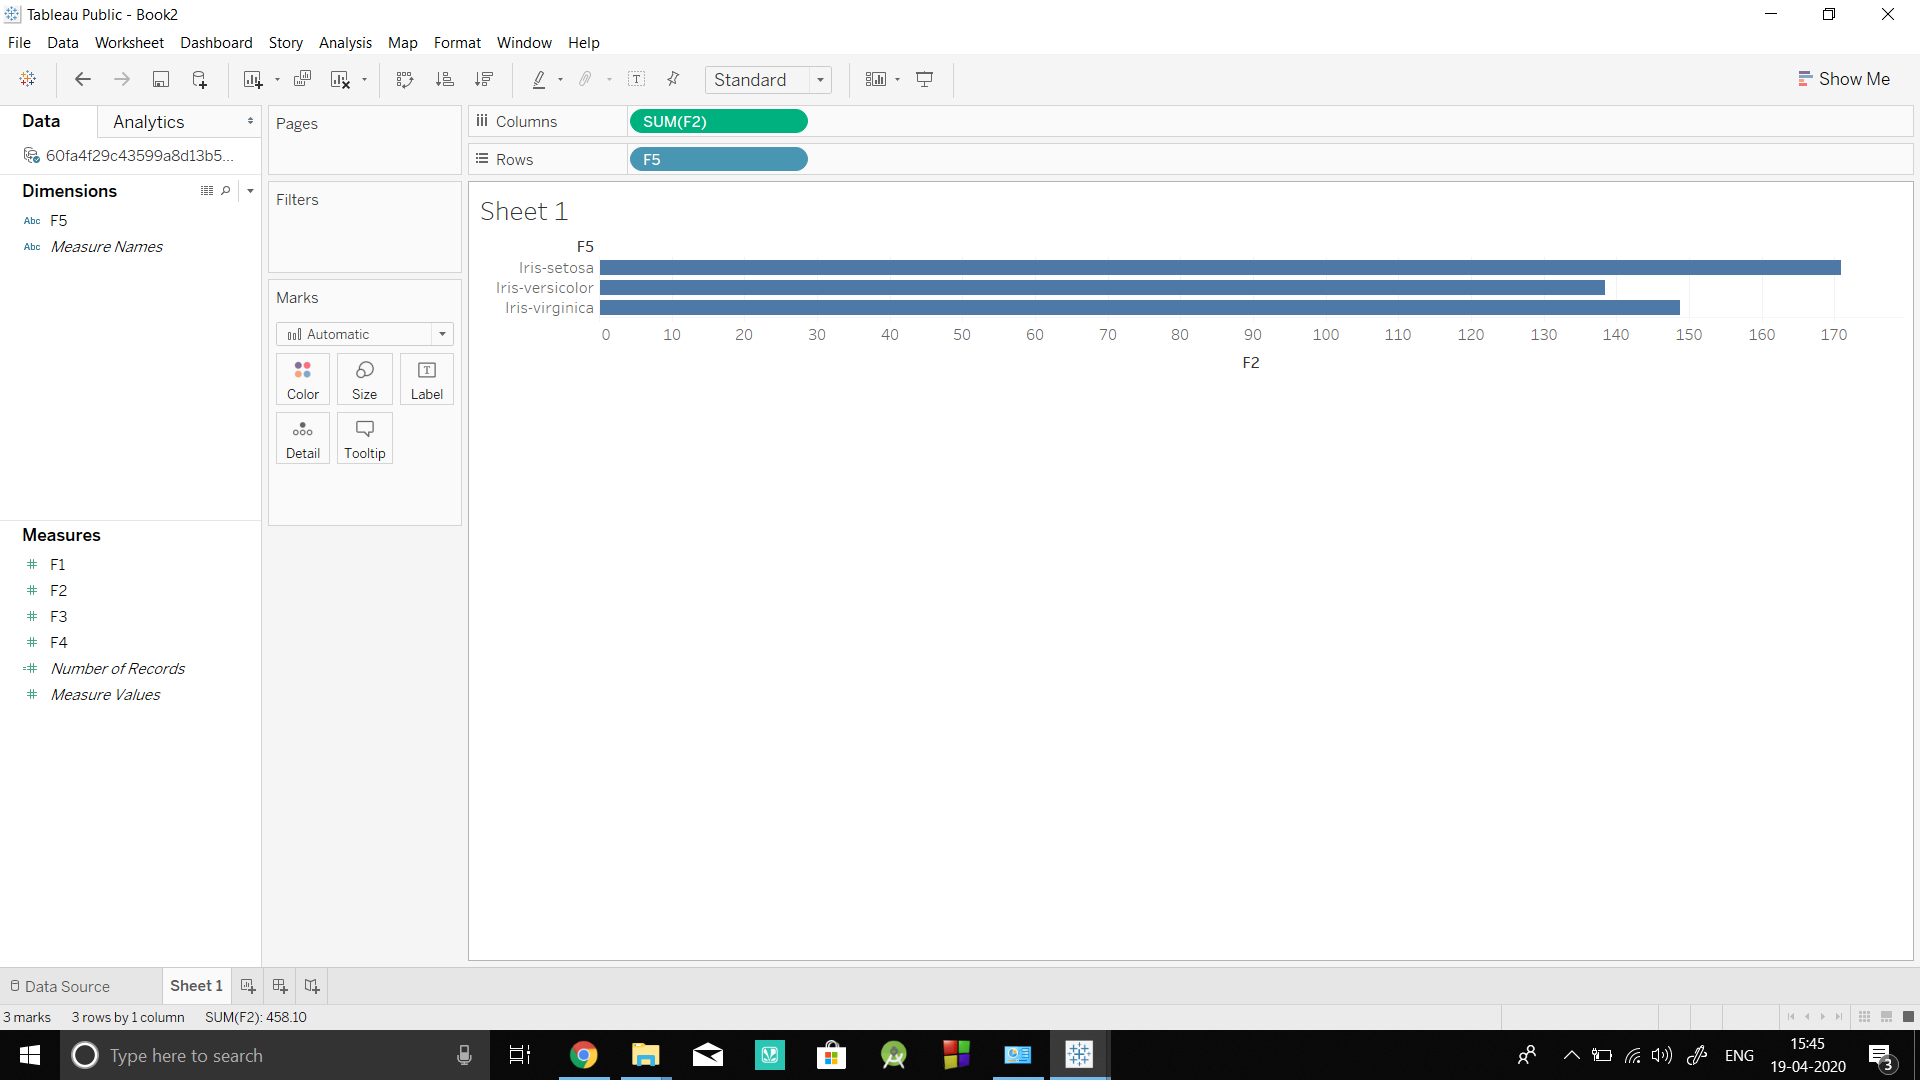 Tableau Public - Book2
File Data Worksheet Dashboard Story Analysis Map Format Window Help
Standard
Show Me
Data Analytics
60fa4f29c43599a8d13b5...
Dimensions
Abc F5
Abc Measure Names
Measures
F1
F2
F3
F4
Number of Records
Measure Values
Pages
Filters
Marks
Automatic
Color Size Label
Detail Tooltip
Columns SUM(F2)
Rows F5
Sheet 1
F5
Iris-setosa
Iris-versicolor
Iris-virginica
0 10 20 30 40 50 60 70 80 90 100 110 120 130 140 150 160 170
F2
Data Source Sheet 1
3 marks 3 rows by 1 column SUM(F2): 458.10
Type here to search
ENG
15:45
19-04-2020
3